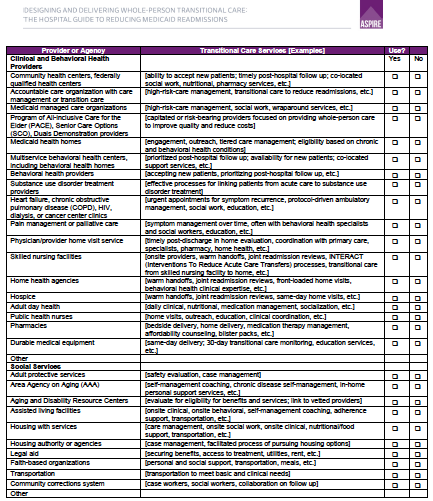 DESIGNING AND DELIVERING WHOLE-PERSON TRANSITIONAL CARE:
THE HOSPITAL GUIDE TO REDUCING MEDICAID READMISSIONS
ASPIRE
Provider or Agency Transitional Care Services [Examples] Use?
Clinical and Behavioral Health Yes No
Providers
Community health centers, federally [ability to accept new patients; timely post-hospital follow up; co-located
qualified health centers social work, nutritional, pharmacy services, etc.]
Accountable care organization with care [high-risk-care management, transitional care to reduce readmissions, etc.]
management or transition care
Medicaid managed care organizations [high-risk-care management, social work, wraparound services, etc.]
Program of All-Inclusive Care for the [capitated or risk-bearing providers focused on providing whole-person care
Elder (PACE), Senior Care Options to improve quality and reduce costs]
(SCO), Duals Demonstration providers
Medicaid health homes [engagement, outreach, tiered care management; eligibility based on chronic
and behavioral health conditions]
Multiservice behavioral health centers, [prioritized post-hospital follow up; availability for new patients; co-located
including behavioral health homes support services, etc.]
Behavioral health providers [accepting new patients, prioritizing post-hospital follow up, etc.]
Substance use disorder treatment [effective processes for linking patients from acute care to substance use
providers disorder treatment]
Heart failure, chronic obstructive [urgent appointments for symptom recurrence, protocol-driven ambulatory
pulmonary disease (COPD), HIV, management, social work, education, etc.]
dialysis, or cancer center clinics
Pain management or palliative care [symptom management over time, often with behavioral health specialists
and social workers, education, etc.]
Physician/provider home visit service [timely post-discharge in home evaluation, coordination with primary care,
specialists, pharmacy, home health, etc.]
Skilled nursing facilities [onsite providers, warm handoffs, joint readmission reviews, INTERACT
(Interventions To Reduce Acute Care Transfers) processes, transitional care
from skilled nursing facility to home, etc.]
Home health agencies [warm handoffs, joint readmission reviews, front-loaded home visits,
behavioral health clinical expertise, etc.]
Hospice [warm handoffs, joint readmission reviews, same-day home visits, etc.]
Adult day health [daily clinical, nutritional, medication management, socialization, etc.]
Public health nurses [home visits, outreach, education, clinical coordination, etc.]
Pharmacies [bedside delivery, home delivery, medication therapy management,
affordability counseling, blister packs, etc.]
Durable medical equipment [same-day delivery; 30-day transitional care monitoring, education services,
etc.]
Other
Social Services
Adult protective services [safety evaluation, case management]
Area Agency on Aging (AAA) [self-management coaching, chronic disease self-management, in-home
personal support services, etc.]
Aging and Disability Resource Centers [evaluate for eligibility for benefits and services; link to vetted providers]
Assisted living facilities [onsite clinical, onsite behavioral, self-management coaching, adherence
support, transportation, etc.]
Housing with services [care management, onsite social work, onsite clinical, nutritional/food
support, transportation, etc.]
Housing authority or agencies [case management, facilitated process of pursuing housing options]
Legal aid [securing benefits, access to treatment, utilities, rent, etc.]
Faith-based organizations [personal and social support, transportation, meals, etc.]
Transportation [transportation to meet basic and clinical needs]
Community corrections system [case workers, social workers, collaboration on follow up]
Other